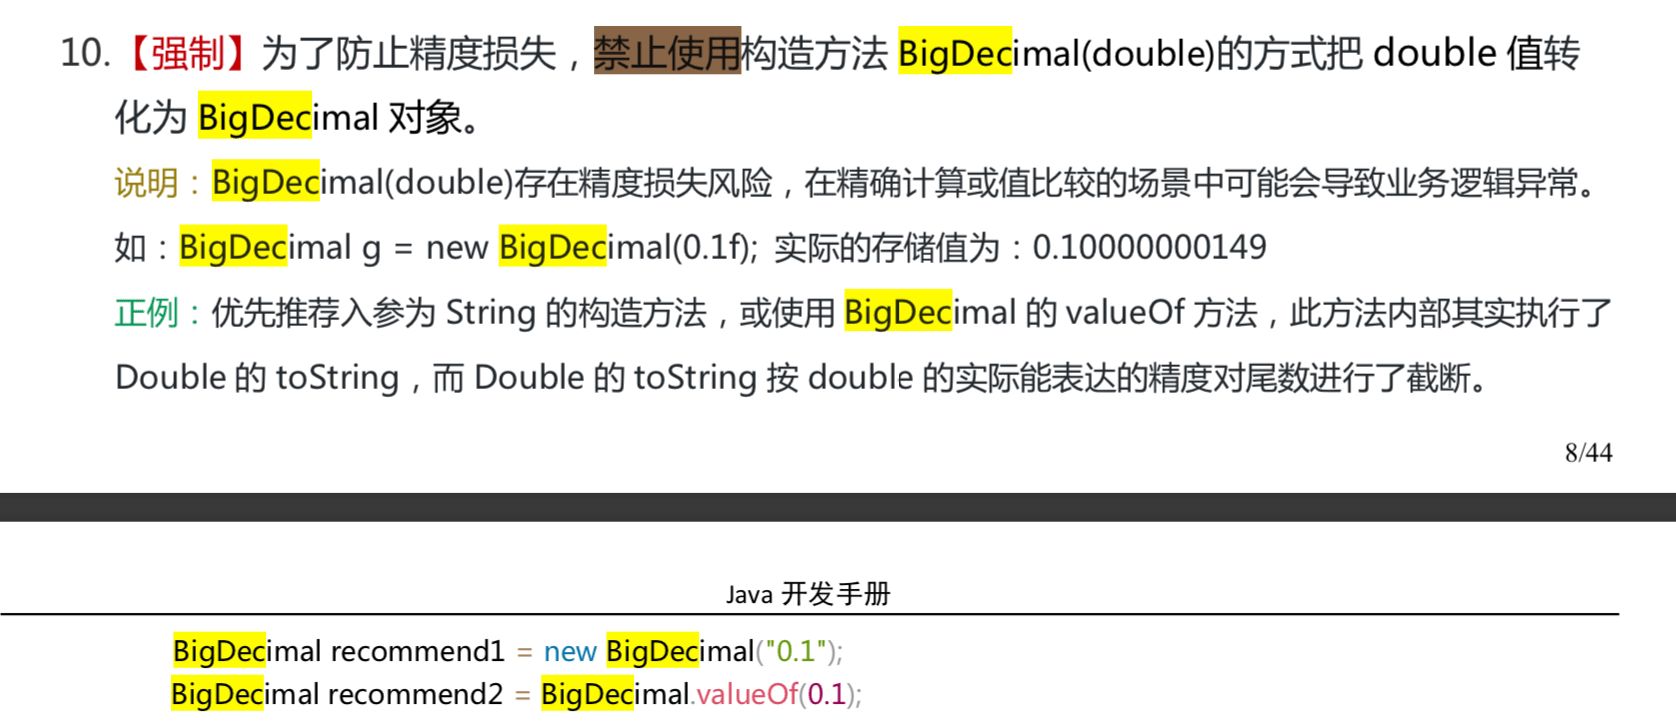 10.【强制】为了防止精度损失，禁止使用构造方法 BigDecimal(double)的方式把 double 值转
化为 BigDecimal 对象。
说明：BigDecimal(double)存在精度损失风险，在精确计算或值比较的场景中可能会导致业务逻辑异常。
如：BigDecimal g = new BigDecimal(0.1f); 实际的存储值为：0.10000000149
正例：优先推荐入参为 String 的构造方法，或使用 BigDecimal 的 valueOf 方法，此方法内部其实执行了
Double 的 toString，而 Double 的 toString 按 double 的实际能表达的精度对尾数进行了截断。
8/44
Java 开发手册
BigDecimal recommend1 = new BigDecimal("0.1");
BigDecimal recommend2 = BigDecimal.valueOf(0.1);